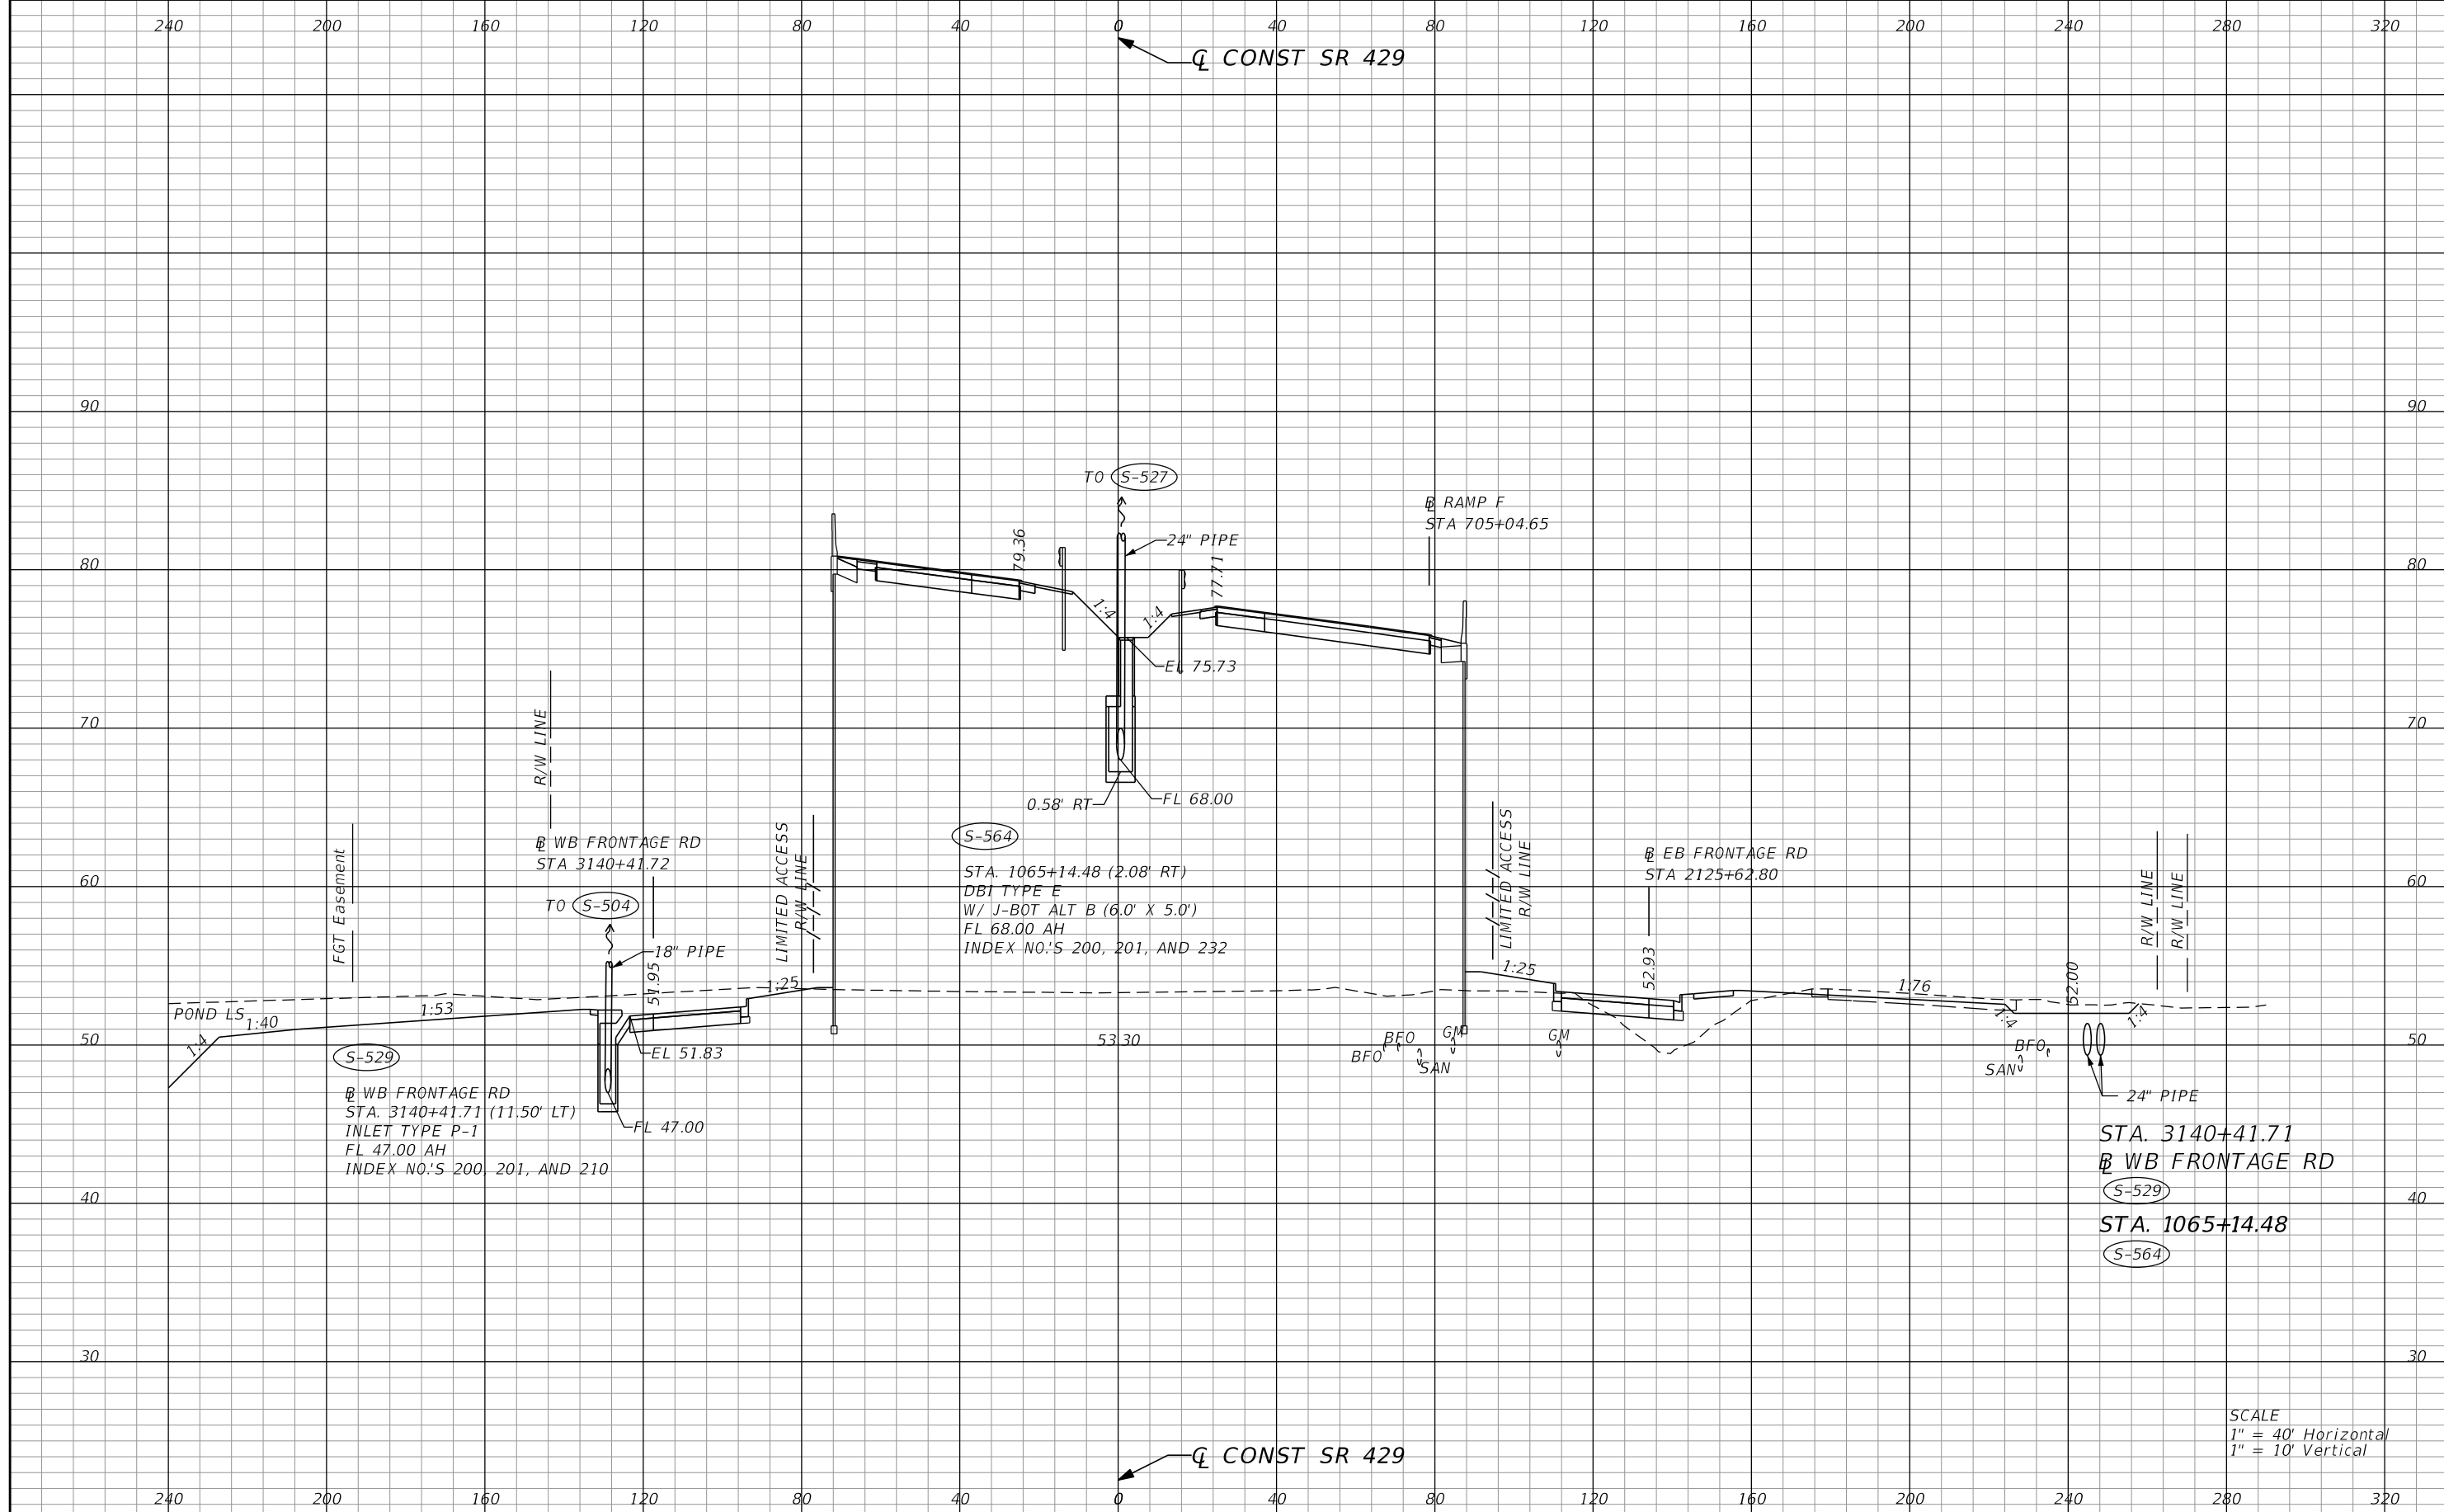 240 200 160 120 80 40 0 40 80 120 160 200 240 280 320
℄ CONST SR 429
90 90
TO S-527
℄ RAMP F
STA 705+04.65
79.36
24" PIPE
77.71
80 80
1:4
1:4
EL 75.73
70 70
R/W LINE
0.58' RT
FL 68.00
S-564
STA. 1065+14.48 (2.08' RT)
DBI TYPE E
W/ J-BOT ALT B (6.0' X 5.0')
FL 68.00 AH
INDEX NO.'S 200, 201, AND 232
FGT Easement
BL WB FRONTAGE RD
STA 3140+41.72
TO S-504
18" PIPE
51.95
LIMITED ACCESS
R/W LINE
LIMITED ACCESS
R/W LINE
BL EB FRONTAGE RD
STA 2125+62.80
52.93
60 60
R/W LINE
R/W LINE
POND LS
1:4
1:40
1:53
1:25
1:25
1:76
1:4
52.00
1:4
50 50
53.30
EL 51.83
BFO
BFO
SAN
GM
GM
BFO
SAN
24" PIPE
S-529
BL WB FRONTAGE RD
STA. 3140+41.71 (11.50' LT)
INLET TYPE P-1
FL 47.00 AH
INDEX NO.'S 200, 201, AND 210
FL 47.00
STA. 3140+41.71
BL WB FRONTAGE RD
S-529
STA. 1065+14.48
S-564
40 40
30 30
SCALE
1" = 40' Horizontal
1" = 10' Vertical
℄ CONST SR 429
240 200 160 120 80 40 0 40 80 120 160 200 240 280 320